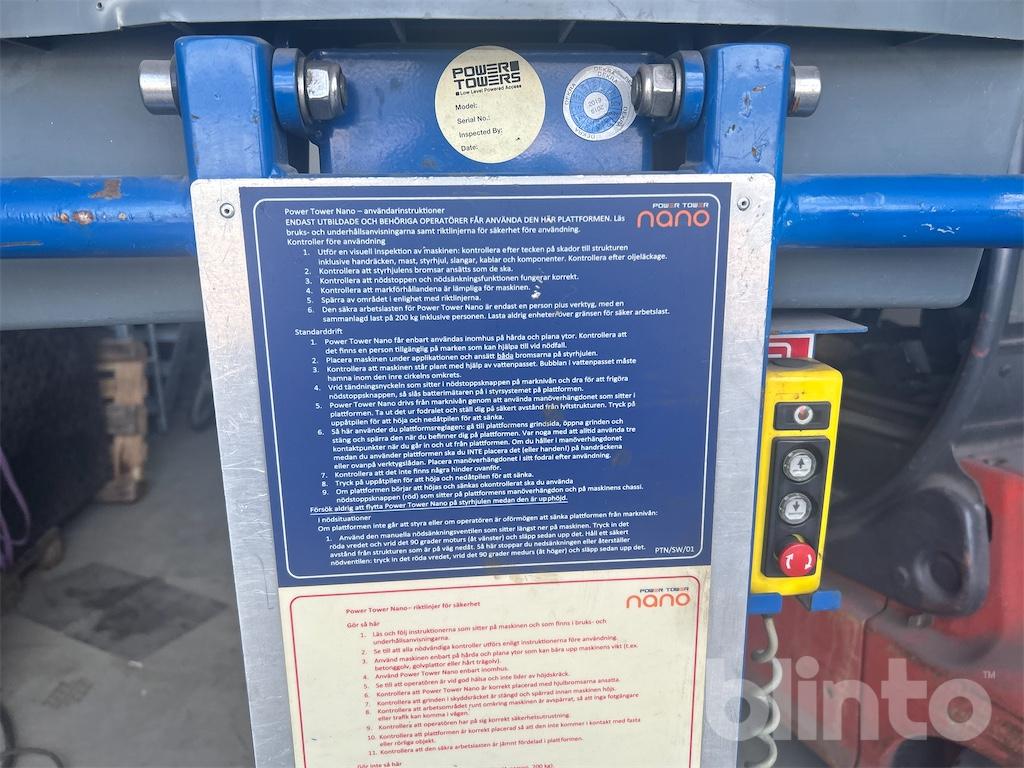 POWER
TOWERS
Low Level Powered Access
Model:
Serial No.:
Inspected By:
Date:
DEKRA
2019
Power Tower Nano – användarinstruktioner
POWER TOWER
nano
ENDAST UTBILDADE OCH BEHÖRIGA OPERATÖRER FÅR ANVÄNDA DEN HÄR PLATTFORMEN. Läs
bruks- och underhållsanvisningarna samt riktlinjerna för säkerhet före användning.
Kontroller före användning
1. Utför en visuell inspektion av maskinen: kontrollera efter tecken på skador till strukturen
inklusive handräcken, mast, styrhjul, slangar, kablar och komponenter. Kontrollera efter oljeläckage.
2. Kontrollera att styrhjulens bromsar ansätts som de ska.
3. Kontrollera att nödstoppen och nödsänkningsfunktionen fungerar korrekt.
4. Kontrollera att markförhållandena är lämpliga för maskinen.
5. Spärra av området i enlighet med riktlinjerna.
6. Den säkra arbetslasten för Power Tower Nano är endast en person plus verktyg, med en
sammanlagd last på 200 kg inklusive personen. Lasta aldrig enheten över gränsen för säker arbetslast.
Standarddrift
1. Power Tower Nano får enbart användas inomhus på hårda och plana ytor. Kontrollera att
det finns en person tillgänglig på marken som kan hjälpa till vid nödfall.
2. Placera maskinen under applikationen och ansätt båda bromsarna på styrhjulen.
3. Kontrollera att maskinen står plant med hjälp av vattenpasset. Bubblan i vattenpasset måste
hamna inom den inre cirkelns omkrets.
4. Vrid tändningsnyckeln som sitter i nödstoppsknappen på marknivån och dra för att frigöra
nödstoppsknappen, så slås batterimätaren på i styrsystemet på plattformen.
5. Power Tower Nano drivs från marknivån genom att använda manöverhandgonet som sitter i
plattformen. Ta ut det ur fodralet och ställ dig på säkert avstånd från lyftstrukturen. Tryck på
uppåtpilen för att höja och nedåtpilen för att sänka.
6. Så här använder du plattformsreglagen: gå till plattformens grindsida, öppna grinden och
stäng och spärra den när du befinner dig på plattformen. Var noga med att alltid använda tre
kontaktpunkter när du går in och ut från plattformen. Om du håller i manöverhandgonet
medan du använder plattformen ska du INTE placera det (eller handen!) på handräckena
eller ovanpå verktygslådan. Placera manöverhandgonet i sitt fodral efter användning.
7. Kontrollera att det inte finns några hinder ovanför.
8. Tryck på uppåtpilen för att höja och nedåtpilen för att sänka.
9. Om plattformen börjar att höjas och sänkas okontrollerat ska du använda
nödstoppsknappen (röd) som sitter på plattformens manöverhandgon och på maskinens chassi.
Försök aldrig att flytta Power Tower Nano på styrhjulen medan den är upphöjd.
I nödsituationer
Om plattformen inte går att styra eller om operatören är oförmögen att sänka plattformen från marknivån:
1. Använd den manuella nödsänkningsventilen som sitter längst ner på maskinen. Tryck in det
röda vredet och vrid det 90 grader moturs (åt vänster) och släpp sedan upp det. Håll ett säkert
avstånd från strukturen som är på väg nedåt. Så här stoppar du nedsänkningen eller återställer
nödventilen: tryck in det röda vredet, vrid det 90 grader medurs (åt höger) och släpp sedan upp det.
PTN/SW/01
Power Tower Nano– riktlinjer för säkerhet
POWER TOWER
nano
Gör så här
1. Läs och följ instruktionerna som sitter på maskinen och som finns i bruks- och
underhållsanvisningarna.
2. Se till att alla nödvändiga kontroller utförs enligt instruktionerna före användning.
3. Använd maskinen enbart på hårda och plana ytor som kan bära upp maskinens vikt (t.ex.
betonggolv, golvplattor eller hårt trägolv).
4. Använd Power Tower Nano enbart inomhus.
5. Se till att operatören är vid god hälsa och inte lider av höjdskräck.
6. Kontrollera att Power Tower Nano är korrekt placerad med hjulbromsarna ansatta.
7. Kontrollera att grinden i skyddsräcket är stängd och spärrad innan maskinen höjs.
8. Kontrollera att arbetsområdet runt omkring maskinen är avspärrat, så att inga fotgängare
eller trafik kan komma i vägen.
9. Kontrollera att operatören har på sig korrekt säkerhetsutrustning.
10. Kontrollera att plattformen är korrekt placerad så att den inte kommer i kontakt med fasta
eller rörliga objekt.
11. Kontrollera att den säkra arbetslasten är jämnt fördelad i plattformen.
Gör inte så här
200 kg).
blinto™